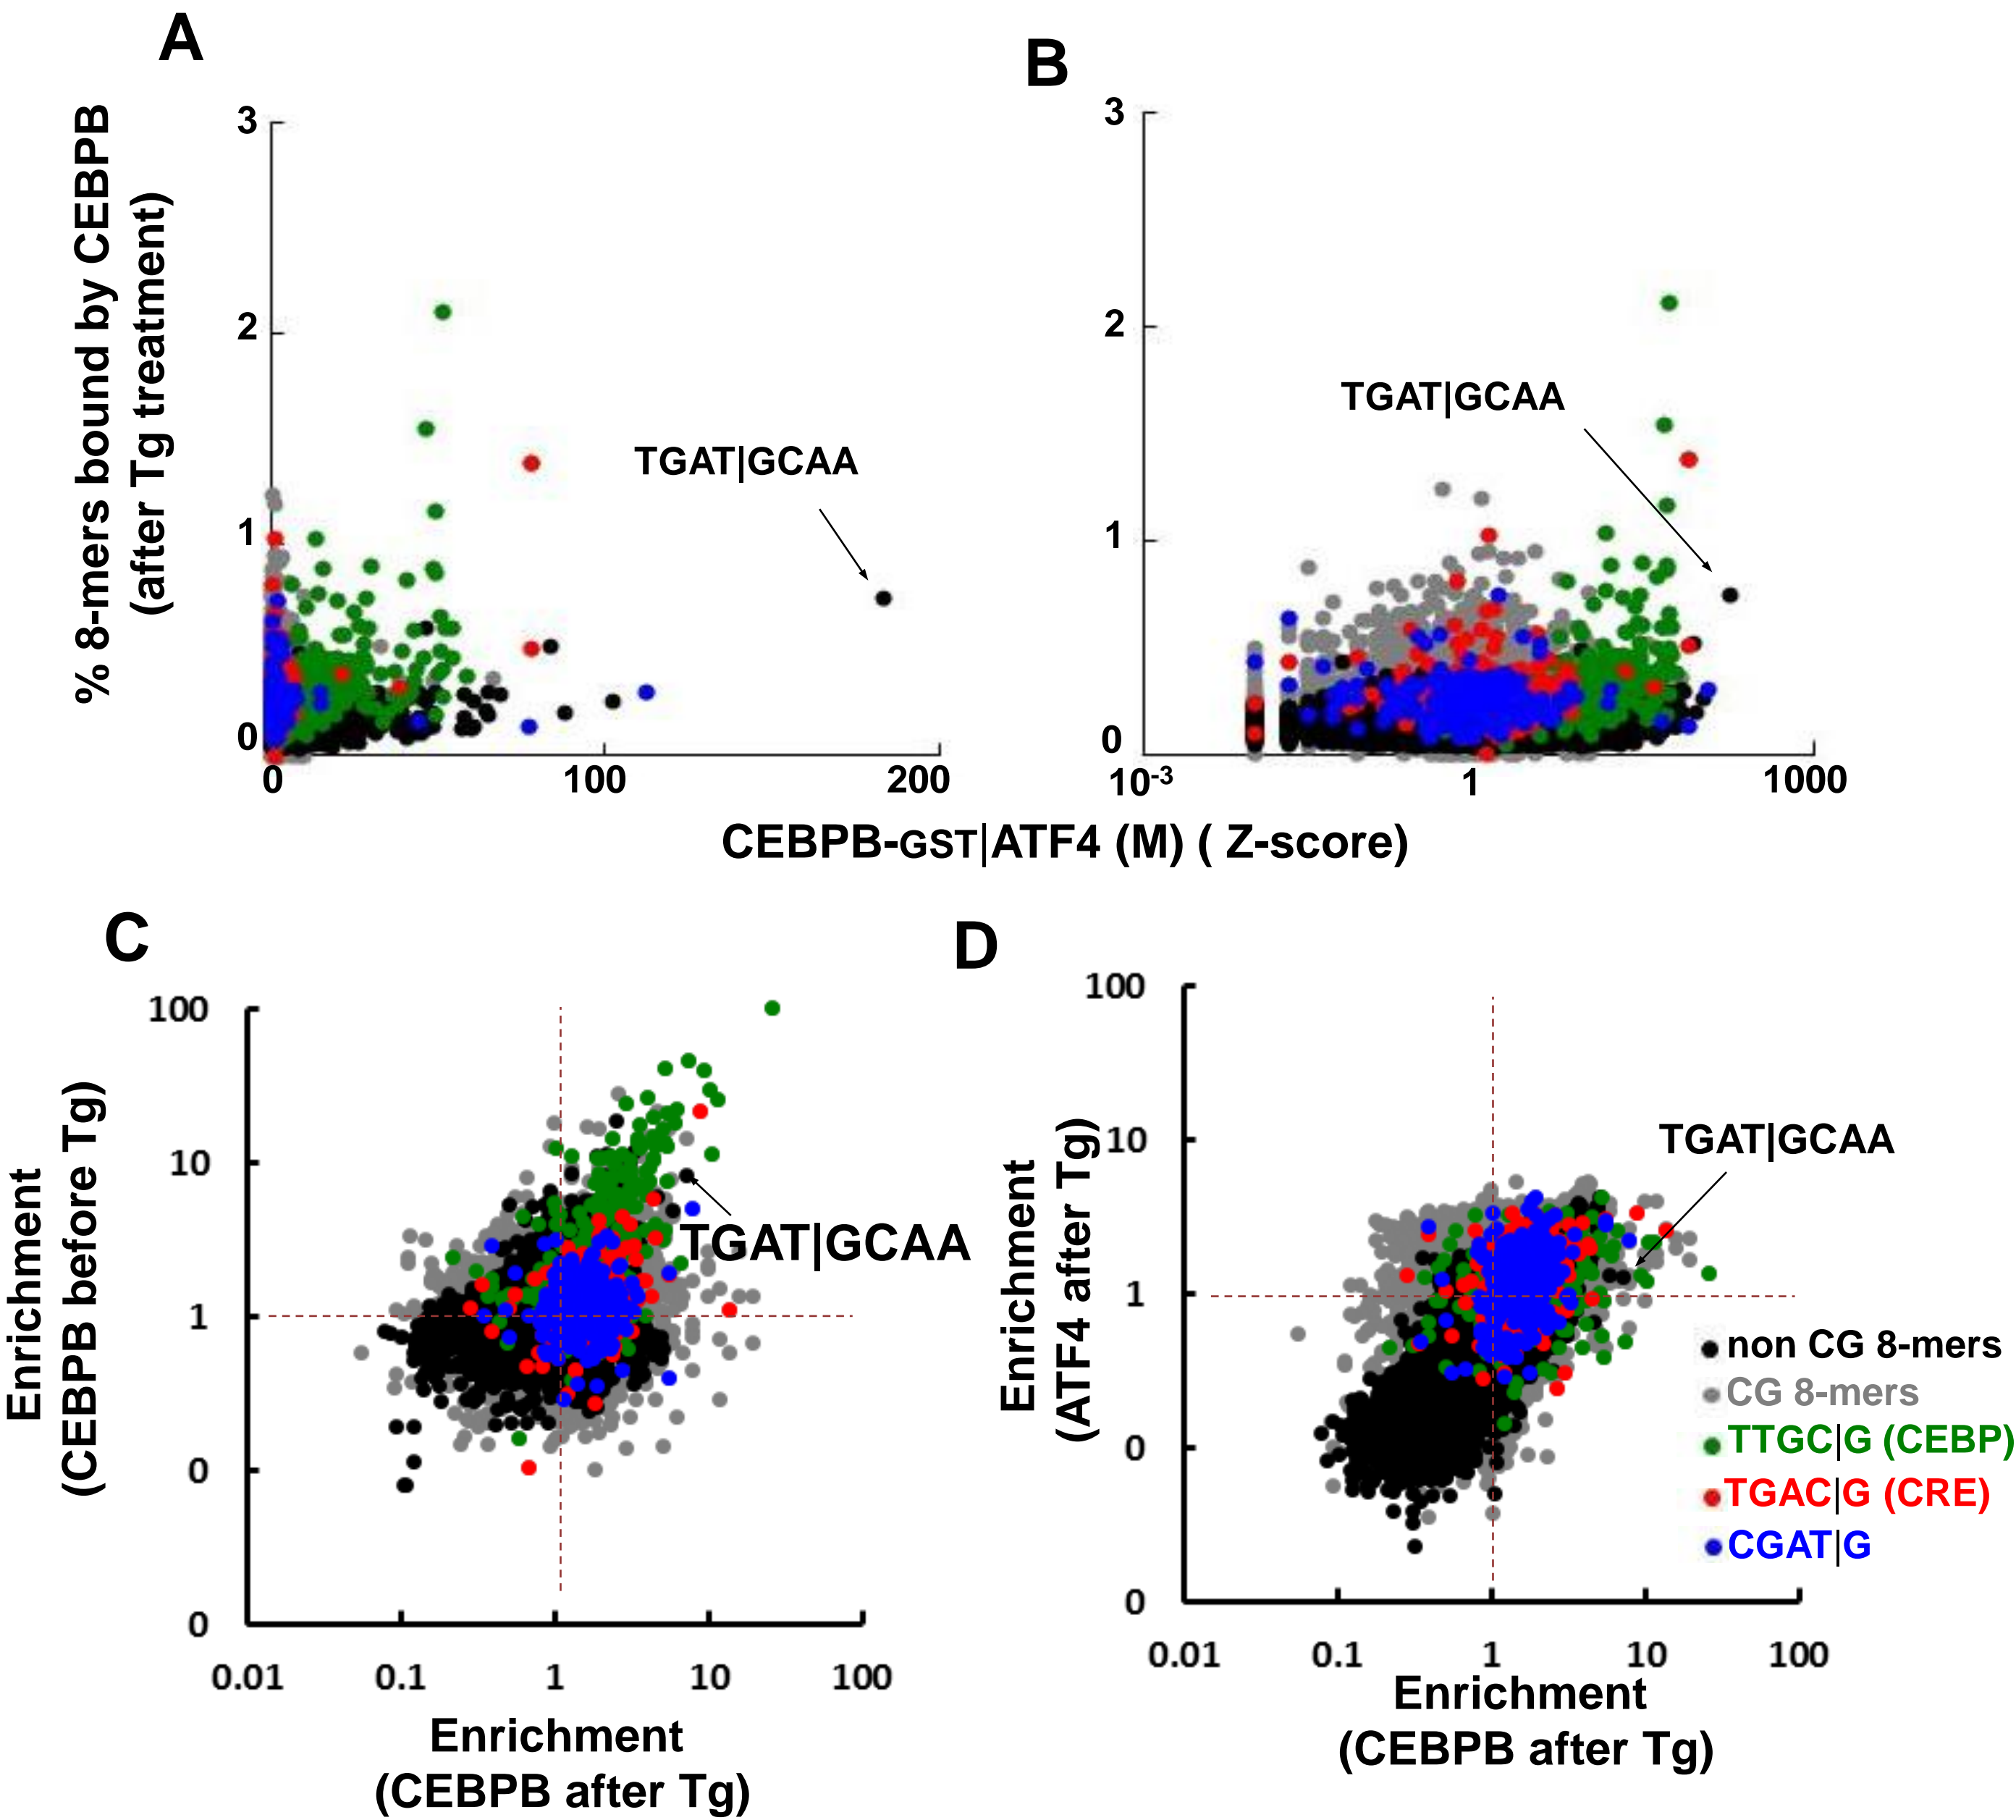 A
B
% 8-mers bound by CEBPB
(after Tg treatment)
3
2
1
0
0
100
200
TGAT|GCAA
3
2
1
0
10-3
1
1000
TGAT|GCAA
CEBPB-GST|ATF4 (M) ( Z-score)
C
D
Enrichment
(CEBPB before Tg)
100
10
1
0
0
0.01
0.1
1
10
100
TGAT|GCAA
Enrichment
(CEBPB after Tg)
Enrichment
(ATF4 after Tg)
100
10
1
0
0
0.01
0.1
1
10
100
TGAT|GCAA
non CG 8-mers
CG 8-mers
TTGC|G (CEBP)
TGAC|G (CRE)
CGAT|G
Enrichment
(CEBPB after Tg)